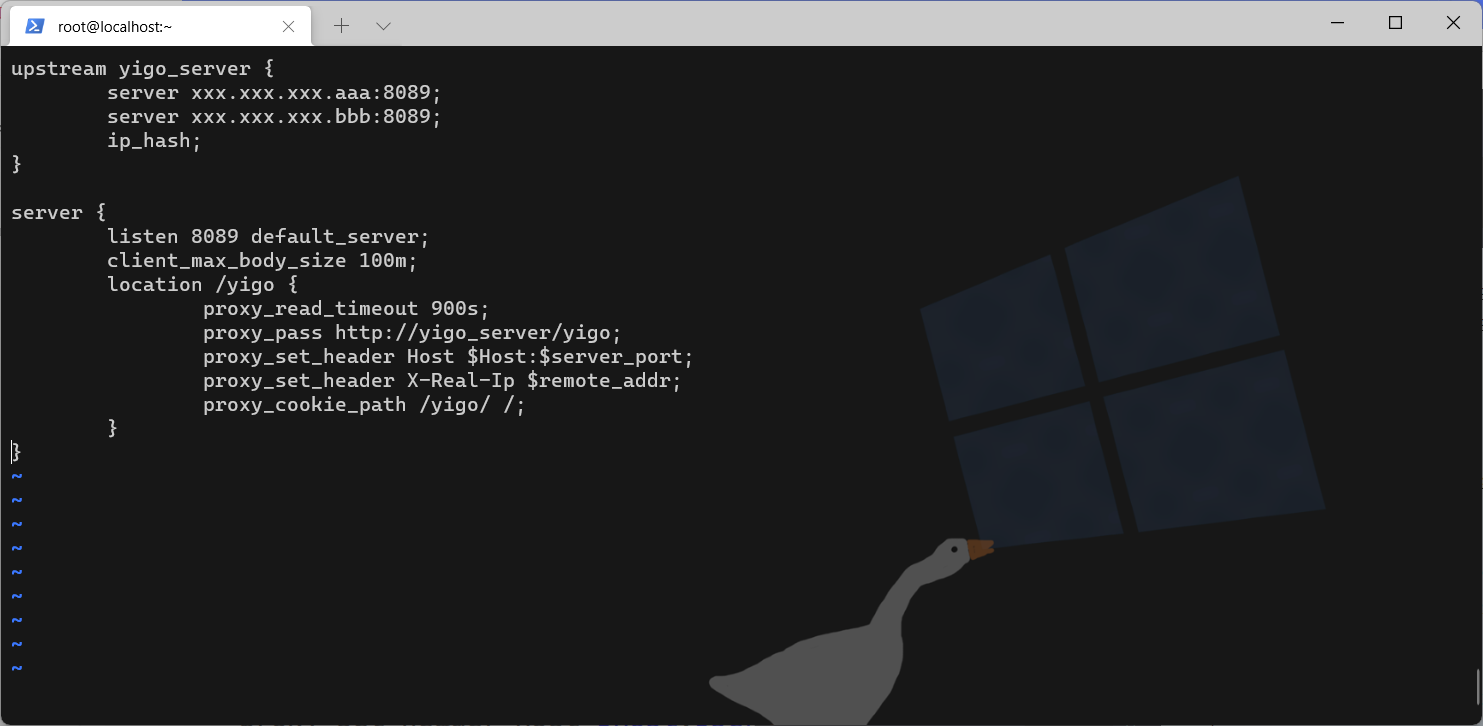 root@localhost:~
upstream yigo_server {
        server xxx.xxx.xxx.aaa:8089;
        server xxx.xxx.xxx.bbb:8089;
        ip_hash;
}

server {
        listen 8089 default_server;
        client_max_body_size 100m;
        location /yigo {
                proxy_read_timeout 900s;
                proxy_pass http://yigo_server/yigo;
                proxy_set_header Host $Host:$server_port;
                proxy_set_header X-Real-Ip $remote_addr;
                proxy_cookie_path /yigo/ /;
        }
}
~
~
~
~
~
~
~
~
~